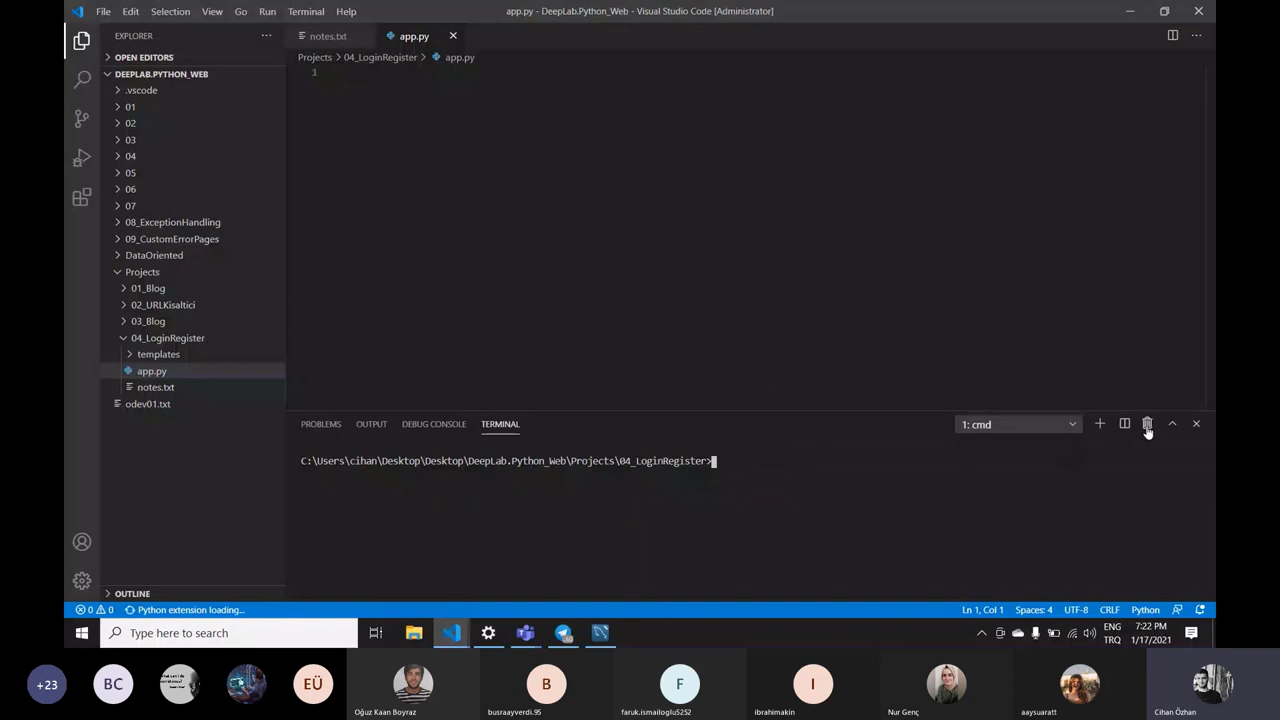 File Edit Selection View Go Run Terminal Help
app.py - DeepLab.Python_Web - Visual Studio Code [Administrator]
EXPLORER
notes.txt
app.py
OPEN EDITORS
Projects > 04_LoginRegister > app.py
DEEPLAB.PYTHON_WEB
1
.vscode
01
02
03
04
05
06
07
08_ExceptionHandling
09_CustomErrorPages
DataOriented
Projects
01_Blog
02_URLKisaltici
03_Blog
04_LoginRegister
templates
app.py
notes.txt
odev01.txt
PROBLEMS OUTPUT DEBUG CONSOLE TERMINAL
1: cmd
C:\Users\cihan\Desktop\Desktop\DeepLab.Python_Web\Projects\04_LoginRegister>
OUTLINE
0 0 Python extension loading...
Ln 1, Col 1 Spaces: 4 UTF-8 CRLF Python
Type here to search
ENG
TRQ
7:22 PM
1/17/2021
+23
BC
EÜ
B
F
I
Oğuz Kaan Boyraz
busraayverdi.95
faruk.ismailoglu5252
ibrahimakin
Nur Genç
aaysuaratt
Cihan Özhan